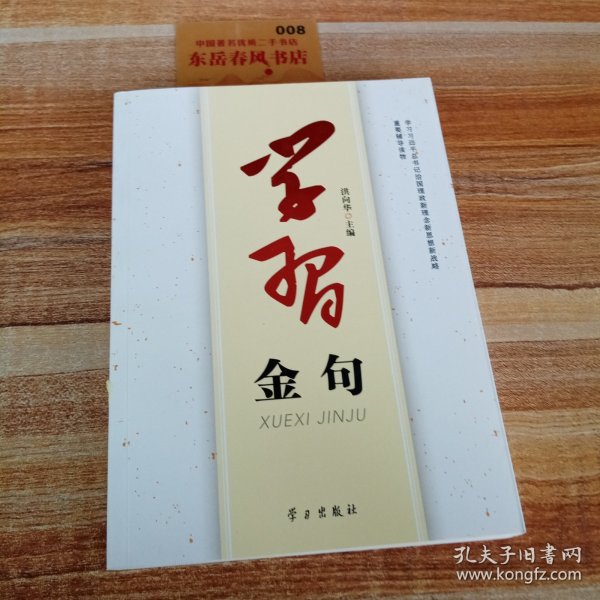 008
中国著名优质二手书店
东岳春风书店
学习习近平总书记治国理政新理念新思想新战略
重要辅导读物
学习
洪向华 主编
金句
XUEXI JINJU
学习出版社
孔夫子旧书网
www.kongfz.com